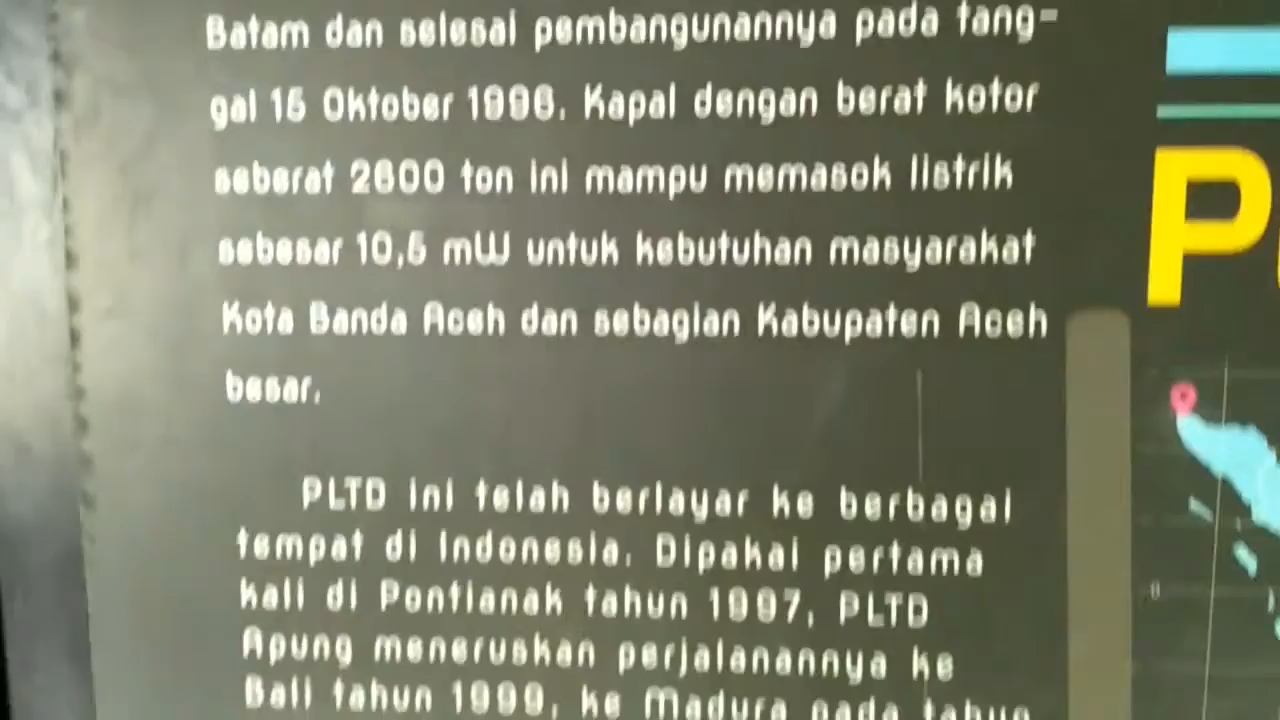 Batam dan selesai pembangunannya pada tang-
gal 15 Oktober 1996. Kapal dengan berat kotor
seberat 2600 ton ini mampu memasok listrik
sebesar 10,5 mW untuk kebutuhan masyarakat
Kota Banda Aceh dan sebagian Kabupaten Aceh
besar.
PLTD ini telah berlayar ke berbagai
tempat di Indonesia. Dipakai pertama
kali di Pontianak tahun 1997, PLTD
Apung meneruskan perjalanannya ke
Bali tahun 1999, ke Madura pada tahun